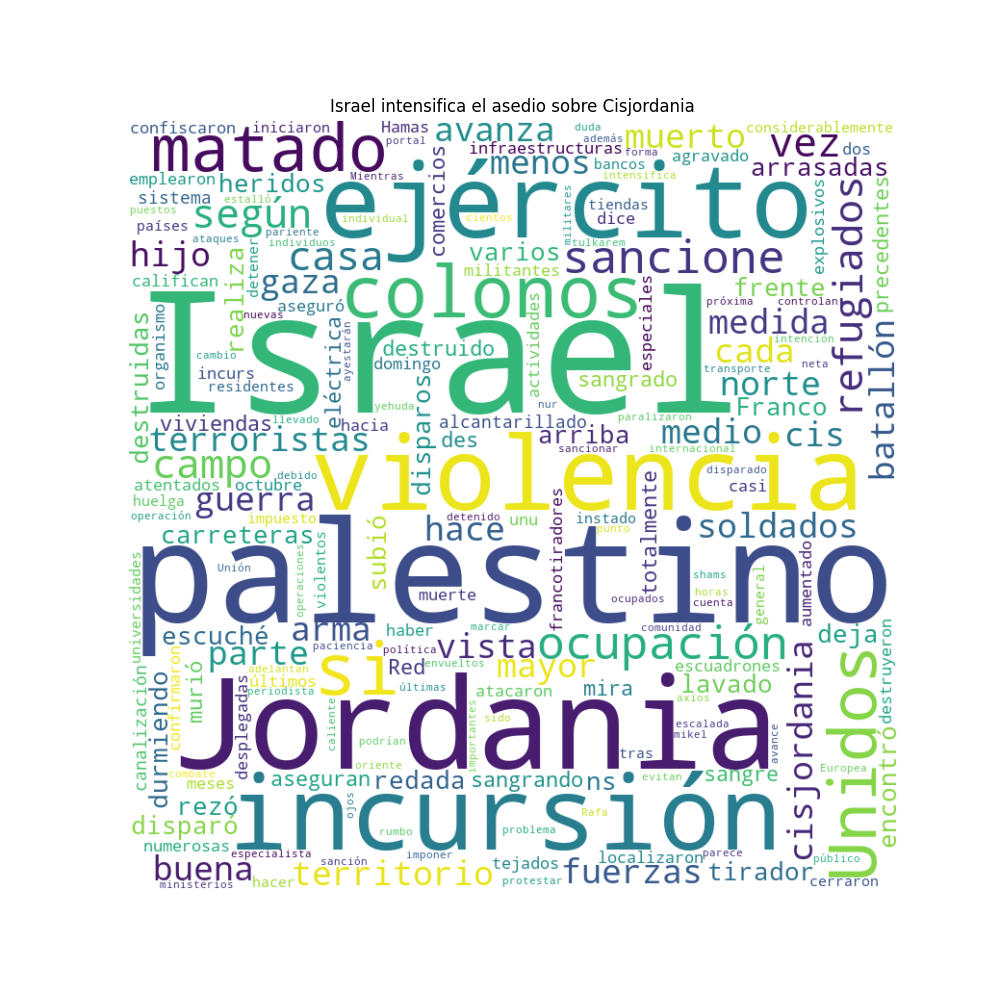 Israel intensifica el asedio sobre Cisjordania
confiscaron iniciaron Hamas avanza duda además muerto considerablemente
portal infraestructuras forma vez dos
matado menos bancos agravado arrasadas
emplearon heridos Mientras ejército comercios intensifica
sistema estalló tiendas militares explosivos precedentes
puestos según individual cientos dice refugiados
países pariente tulkarem
ataques individuos casa varios sancione
hijo detener militantes
califican realiza gaza colonos especiales frente
aseguró próxima controlan
organismo nuevas Israel actividades medida
destruidas cambio eléctrica ayestarán destruido cada intención batallón
incurs domingo transporte
residentes yehuda sangrado norte neta
llevado nur Franco
viviendas hacia disparos alcantarillado paralizaron
terroristas des arriba sancionar medio cis
campo violencia internacional
atentados octubre debido disparado
huelga guerra casi
operación impuesto detenido instado totalmente soldados
carreteras hace unu punto
universidades operaciones violentos subió francotiradores
Unión palestino shams general aumentado
muerte ocupados horas
cuenta
escuché arma haber marcar comunidad deja
parte paciencia política vista ocupación
confirmaron adelantan si Red envueltos mayor escuadrones destruyeron
canalización murió últimos últimas
durmiendo periodista atacaron mira lavado
desplegadas sido axios
caliente importantes escalada cisjordania Unidos
podrían Jordania mikel
tras avance
combate oriente Europea encontró
meses aseguran redada sangrando ns evitan sangre
rezó ojos Rafa
disparó incursión
rumbo problema
numerosas
especialista imponer localizaron parece público
buena sanción tejados
territorio fuerzas tirador
ministerios hacer protestar cerraron